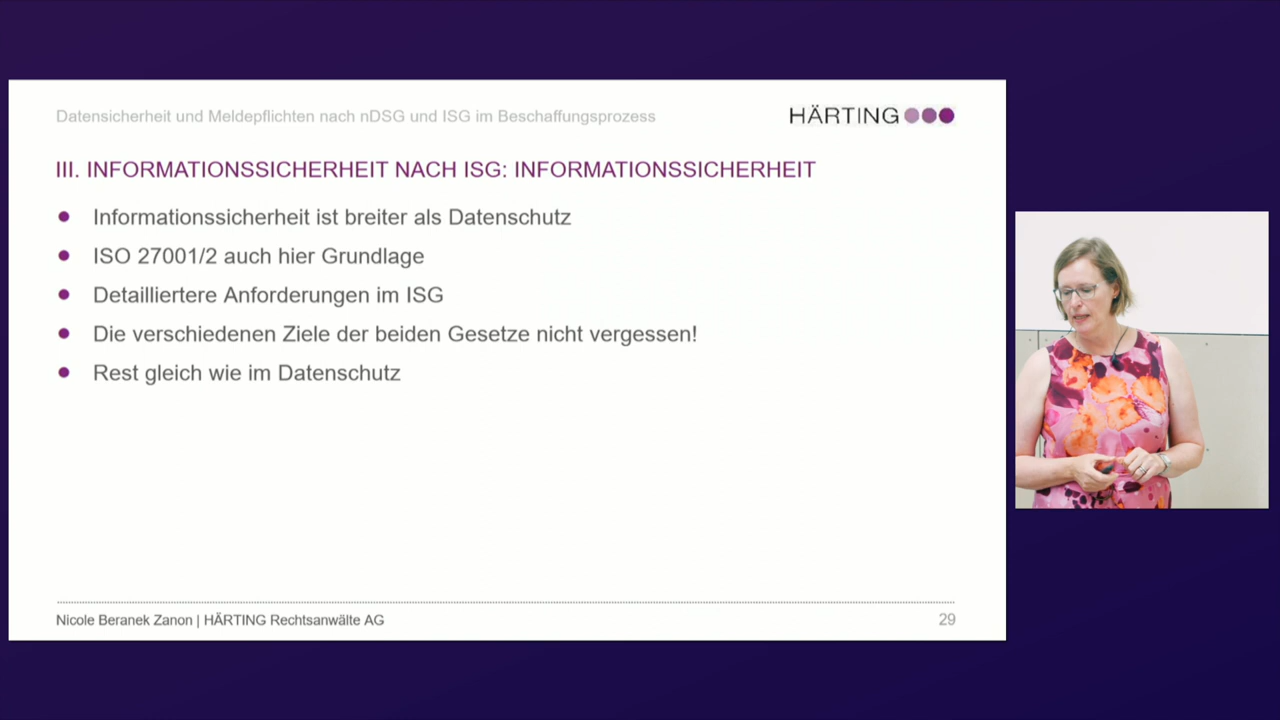 Datensicherheit und Meldepflichten nach nDSG und ISG im Beschaffungsprozess
HÄRTING
III. INFORMATIONSSICHERHEIT NACH ISG: INFORMATIONSSICHERHEIT
Informationssicherheit ist breiter als Datenschutz
ISO 27001/2 auch hier Grundlage
Detailliertere Anforderungen im ISG
Die verschiedenen Ziele der beiden Gesetze nicht vergessen!
Rest gleich wie im Datenschutz
Nicole Beranek Zanon | HÄRTING Rechtsanwälte AG
29